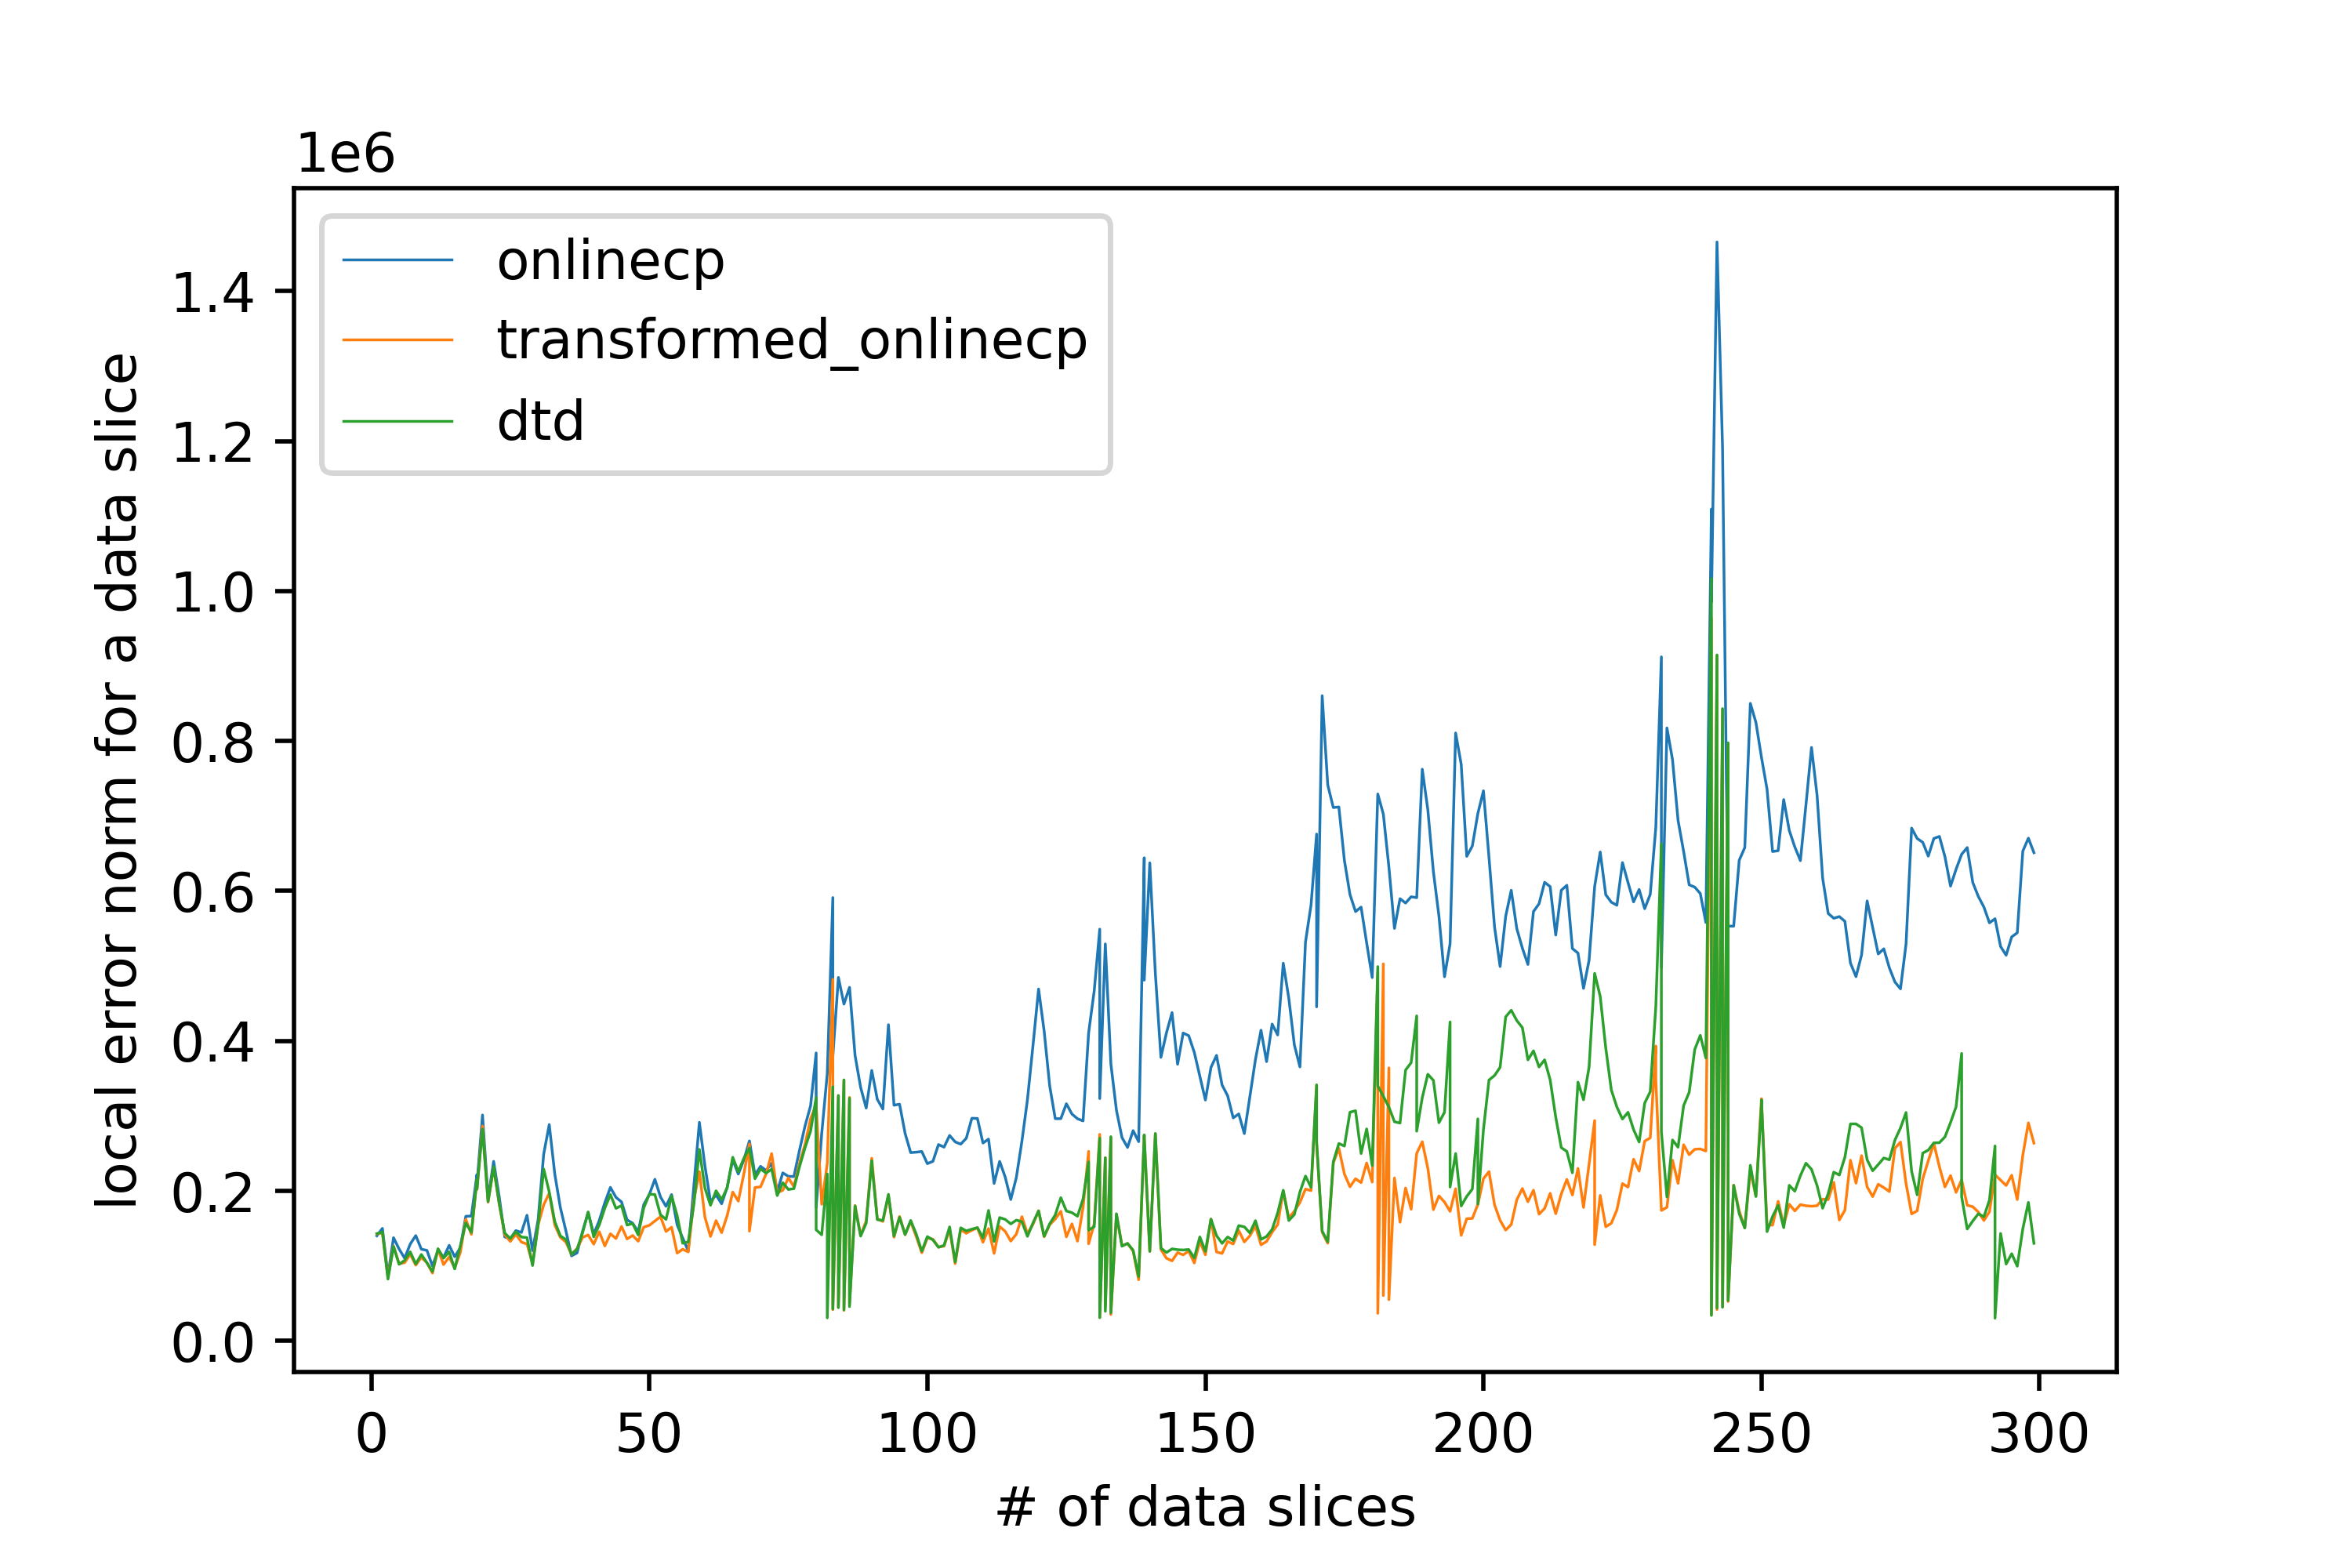 1e6
onlinecp
transformed_onlinecp
dtd
local error norm for a data slice
1.4
1.2
1.0
0.8
0.6
0.4
0.2
0.0
0 50 100 150 200 250 300
# of data slices